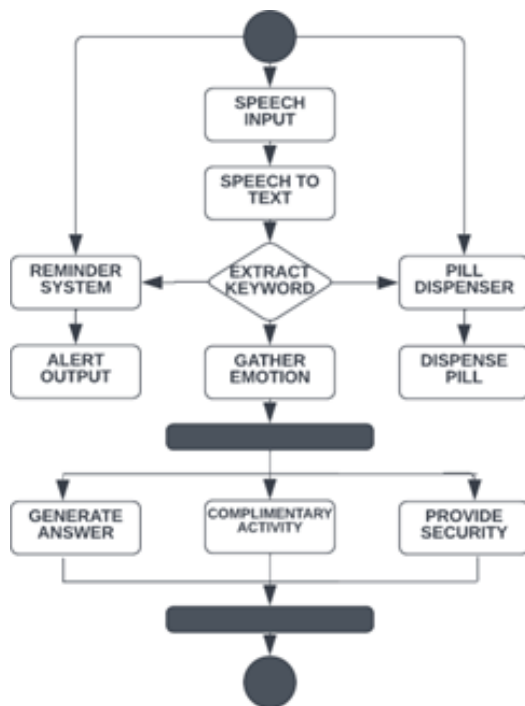 SPEECH
INPUT
SPEECH TO
TEXT
REMINDER
SYSTEM
EXTRACT
KEYWORD
PILL
DISPENSER
ALERT
OUTPUT
GATHER
EMOTION
DISPENSE
PILL
GENERATE
ANSWER
COMPLIMENTARY
ACTIVITY
PROVIDE
SECURITY